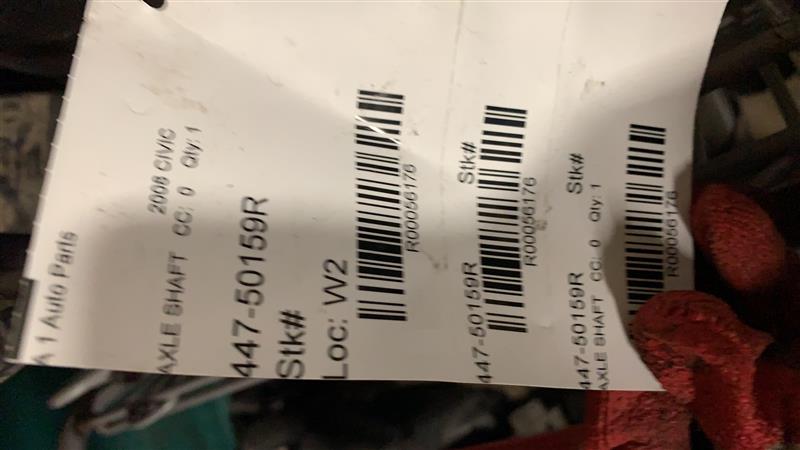 A 1 Auto Parts
2008 CIVIC
AXLE SHAFT CC: 0 Qty: 1
447-50159R
Stk#
Loc: W2
R00056176
447-50159R Stk#
R00056176
447-50159R Stk#
AXLE SHAFT CC: 0 Qty: 1
R00056176